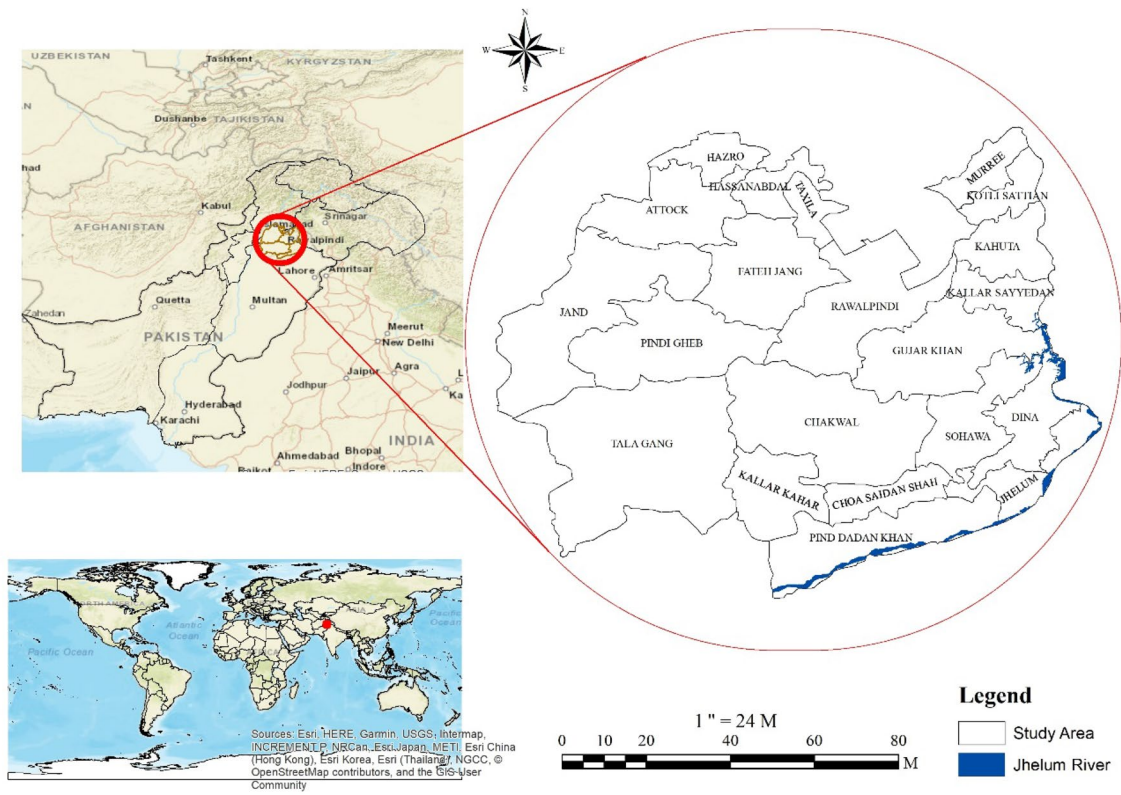 N
W
E
S
UZBEKISTAN
Tashkent
KYRGYZSTAN
Dushanbe
TAJIKISTAN
Kabul
AFGHANISTAN
Srinagar
Rawalpindi
Lahore
Amritsar
Quetta
Multan
Zahedan
PAKISTAN
Meerut
New Delhi
Jaipur
Agra
Jodhpur
Hyderabad
Karachi
INDIA
Ahmedabad
Bhopal
Rajkot
Indore
HAZRO
HASSANABDAL
TAXILA
ATTOCK
MURREE
KOTLI SATTIAN
KAHUTA
FATEH JANG
KALLAR SAYYEDAN
RAWALPINDI
JAND
PINDI GHEB
GUJAR KHAN
CHAKWAL
DINA
SOHAWA
TALA GANG
KALLAR KAHAR
CHOA SAIDAN SHAH
JHELUM
PIND DADAN KHAN
Atlantic
Ocean
Pacific Ocean
ASIA
Pacific
Sources: Esri, HERE, Garmin, USGS, Intermap,
INCREMENT P, NRCan, Esri Japan, METI, Esri China
(Hong Kong), Esri Korea, Esri (Thailand), NGCC, ©
OpenStreetMap contributors, and the GIS User
Community
1 " = 24 M
0 5 10 20 40 60 80
M
Legend
Study Area
Jhelum River